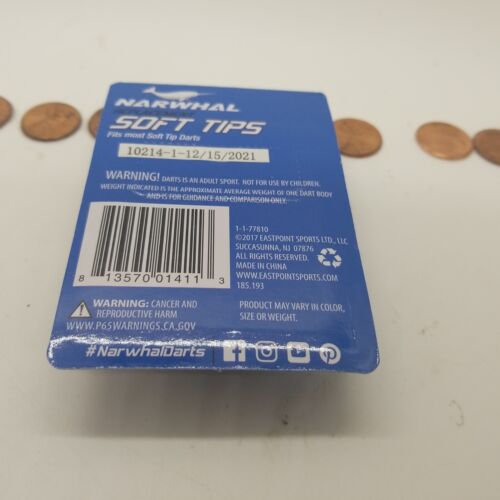 NARWHAL
SOFT TIPS
Fits most Soft Tip Darts
10214-1-12/15/2021
WARNING! DARTS IS AN ADULT SPORT. NOT FOR USE BY CHILDREN.
WEIGHT INDICATED IS THE APPROXIMATE AVERAGE WEIGHT OF ONE DART BODY
AND IS FOR GUIDANCE AND COMPARISON ONLY.
8 13570 01411 3
1-1-77810
©2017 EASTPOINT SPORTS LTD., LLC
SUCCASUNNA, NJ 07876
ALL RIGHTS RESERVED.
MADE IN CHINA
WWW.EASTPOINTSPORTS.COM
185.193
WARNING: CANCER AND
REPRODUCTIVE HARM
WWW.P65WARNINGS.CA.GOV
PRODUCT MAY VARY IN COLOR,
SIZE OR WEIGHT.
#NarwhalDarts